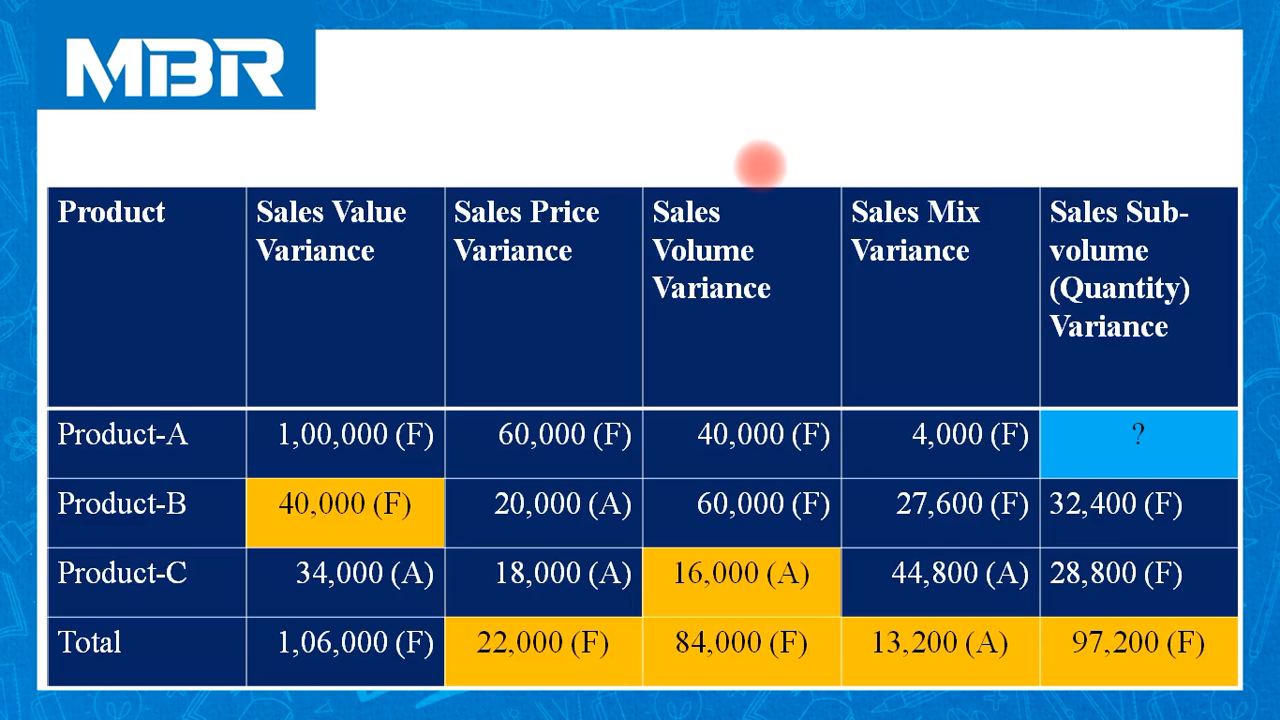 MBR
Product Sales Value Variance Sales Price Variance Sales Volume Variance Sales Mix Variance Sales Sub-volume (Quantity) Variance
Product-A 1,00,000 (F) 60,000 (F) 40,000 (F) 4,000 (F) ?
Product-B 40,000 (F) 20,000 (A) 60,000 (F) 27,600 (F) 32,400 (F)
Product-C 34,000 (A) 18,000 (A) 16,000 (A) 44,800 (A) 28,800 (F)
Total 1,06,000 (F) 22,000 (F) 84,000 (F) 13,200 (A) 97,200 (F)